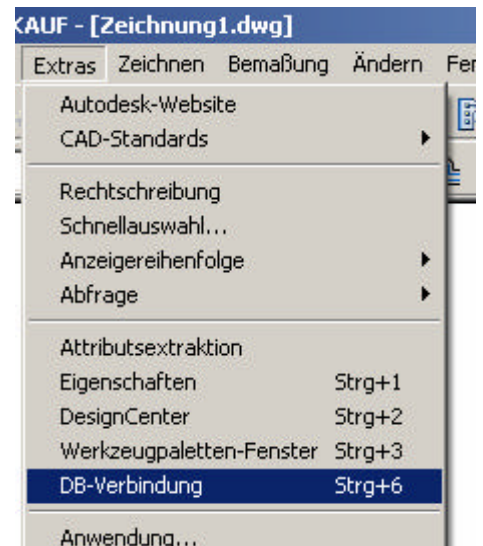 KAUF - [Zeichnung1.dwg]
Extras Zeichnen Bemaßung Ändern
Autodesk-Website
CAD-Standards
Rechtschreibung
Schnellauswahl...
Anzeigereihenfolge
Abfrage
Attributsextraktion
Eigenschaften Strg+1
DesignCenter Strg+2
Werkzeugpaletten-Fenster Strg+3
DB-Verbindung Strg+6
Anwendung...